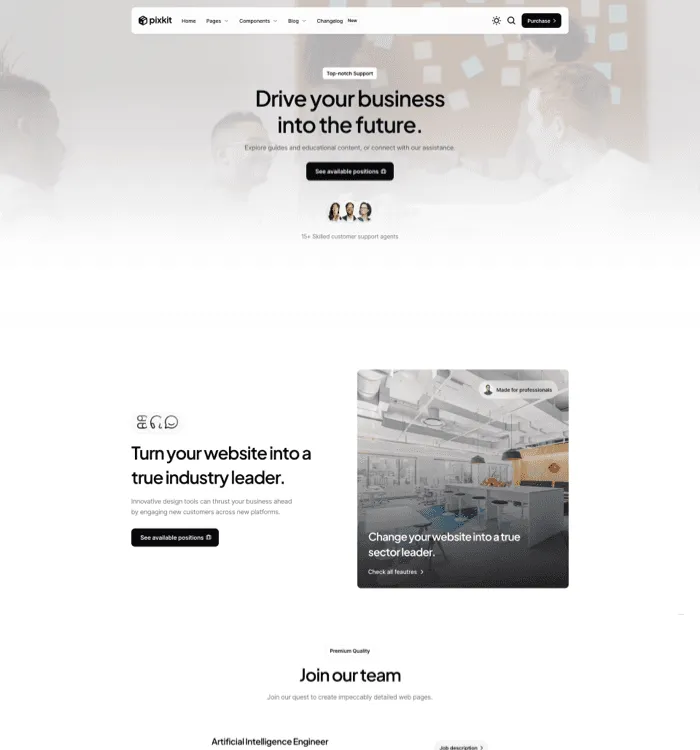 pixkit
Home Pages Components Blog Changelog New
Purchase
Top-notch Support
Drive your business
into the future.
Explore guides and educational content, or connect with our assistance.
See available positions
15+ Skilled customer support agents
Turn your website into a
true industry leader.
Innovative design tools can thrust your business ahead
by engaging new customers across new platforms.
See available positions
Made for professionals
Change your website into a true
sector leader.
Check all feautres
Premium Quality
Join our team
Join our quest to create impeccably detailed web pages.
Artificial Intelligence Engineer
Job description